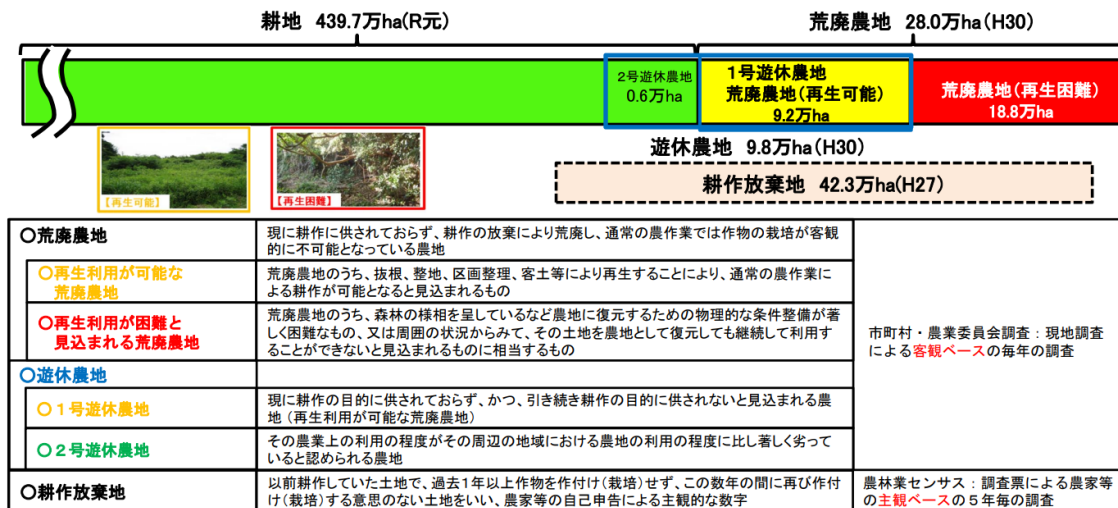 耕地 439.7万ha(R元)
荒廃農地 28.0万ha(H30)
2号遊休農地
0.6万ha
1号遊休農地
荒廃農地(再生可能)
9.2万ha
荒廃農地(再生困難)
18.8万ha
【再生可能】
【再生困難】
遊休農地 9.8万ha(H30)
耕作放棄地 42.3万ha(H27)
○荒廃農地
現に耕作に供されておらず、耕作の放棄により荒廃し、通常の農作業では作物の栽培が客観
的に不可能となっている農地
○再生利用が可能な
荒廃農地
荒廃農地のうち、抜根、整地、区画整理、客土等により再生することにより、通常の農作業
による耕作が可能となると見込まれるもの
○再生利用が困難と
見込まれる荒廃農地
荒廃農地のうち、森林の様相を呈しているなど農地に復元するための物理的な条件整備が著
しく困難なもの、又は周囲の状況からみて、その土地を農地として復元しても継続して利用す
ることができないと見込まれるものに相当するもの
市町村・農業委員会調査:現地調査
による客観ベースの毎年の調査
○遊休農地
○1号遊休農地
現に耕作の目的に供されておらず、かつ、引き続き耕作の目的に供されないと見込まれる農
地(再生利用が可能な荒廃農地)
○2号遊休農地
その農業上の利用の程度がその周辺の地域における農地の利用の程度に比し著しく劣って
いると認められる農地
○耕作放棄地
以前耕作していた土地で、過去1年以上作物を作付け(栽培)せず、この数年の間に再び作付
け(栽培)する意思のない土地をいい、農家等の自己申告による主観的な数字
農林業センサス:調査票による農家等
の主観ベースの5年毎の調査